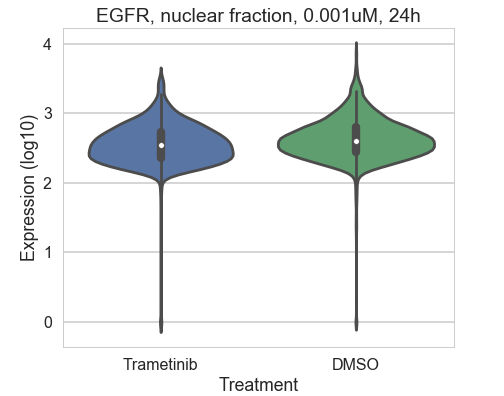 EGFR, nuclear fraction, 0.001uM, 24h
Expression (log10)
4
3
2
1
0
Trametinib DMSO
Treatment